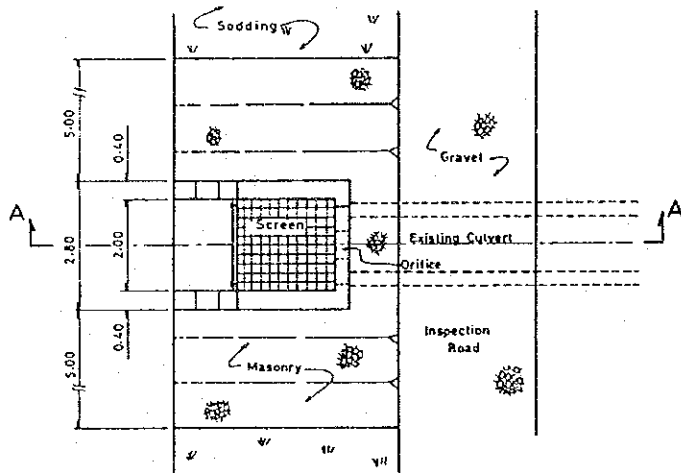 Sodding
5.00
0.40
Gravel
A
A
Screen
2.80
2.00
Existing Culvert
Orifice
0.40
Inspection
Road
Masonry
5.00